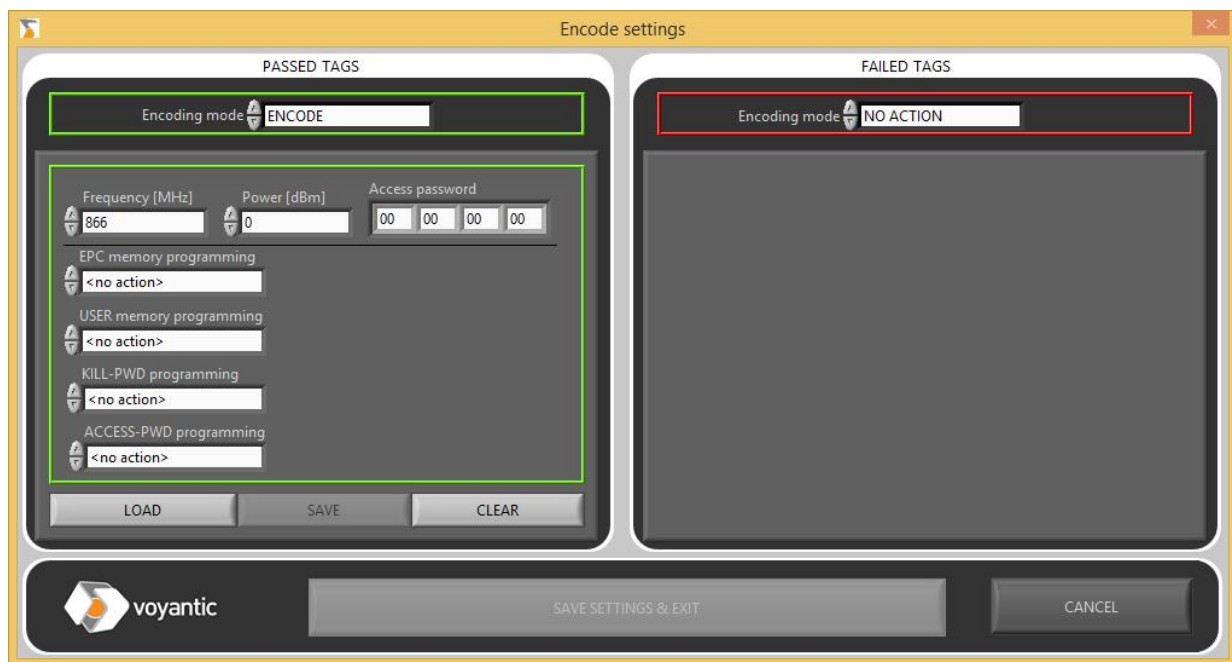 Encode settings
PASSED TAGS
Encoding mode ENCODE
Frequency [MHz] Power [dBm] Access password
866 0 00 00 00 00
EPC memory programming
<no action>
USER memory programming
<no action>
KILL-PWD programming
<no action>
ACCESS-PWD programming
<no action>
LOAD SAVE CLEAR
FAILED TAGS
Encoding mode NO ACTION
voyantic SAVE SETTINGS & EXIT CANCEL